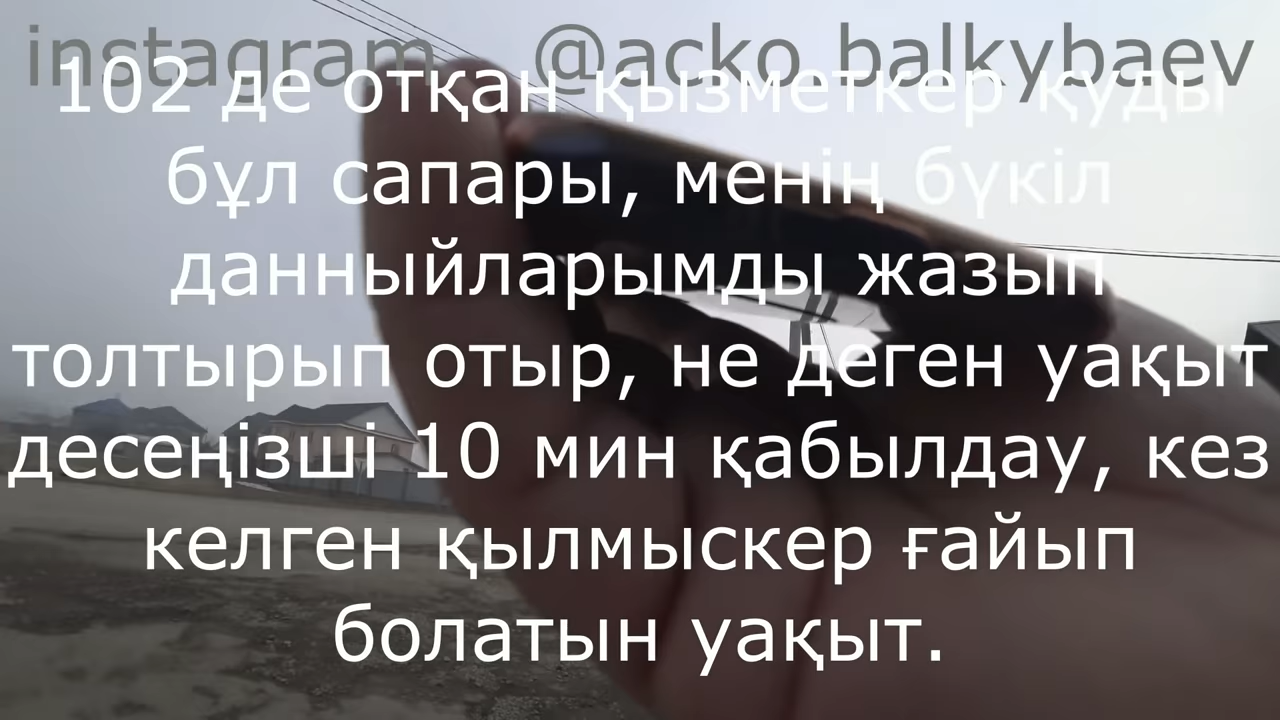 instagram @acko balkybaev
102 де отқан қызметкер қуды
бұл сапары, менің бүкіл
данныйларымды жазып
толтырып отыр, не деген уақыт
десеңізші 10 мин қабылдау, кез
келген қылмыскер ғайып
болатын уақыт.